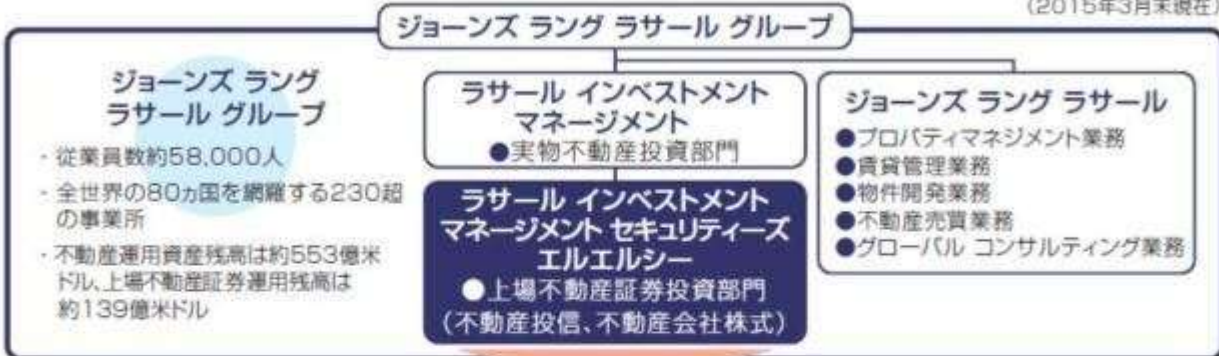 （2015年3月末現在）
ジョーンズ ラング ラサール グループ
ジョーンズ ラング
ラサール グループ
・従業員数約58,000人
・全世界の80ヵ国を網羅する230超
の事業所
・不動産運用資産残高は約553億米
ドル、上場不動産証券運用残高は
約139億米ドル
ラサール インベストメント
マネージメント
●実物不動産投資部門
ラサール インベストメント
マネージメント セキュリティーズ
エルエルシー
●上場不動産証券投資部門
（不動産投信、不動産会社株式）
ジョーンズ ラング ラサール
●プロパティマネジメント業務
●賃貸管理業務
●物件開発業務
●不動産売買業務
●グローバル コンサルティング業務